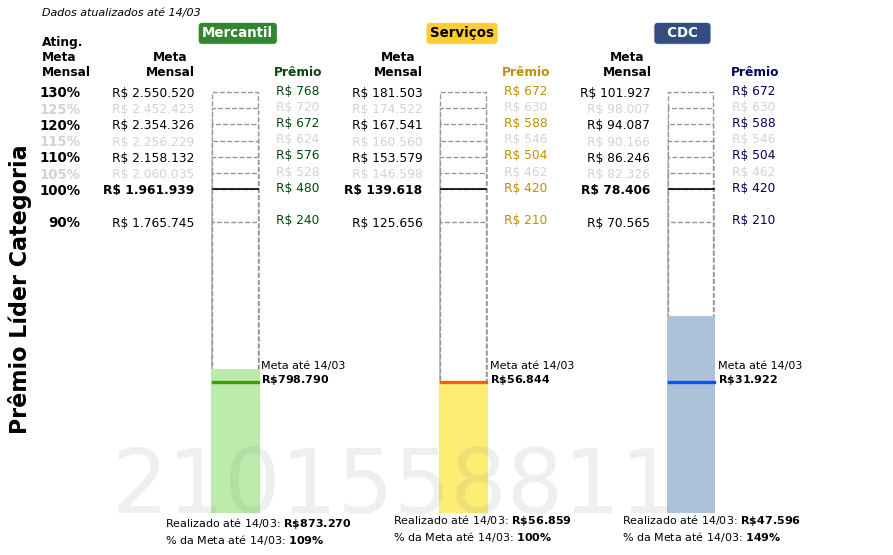 Dados atualizados até 14/03
Mercantil Serviços CDC
Ating. Meta Mensal
Meta Mensal Prêmio Meta Mensal Prêmio Meta Mensal Prêmio
130% R$ 2.550.520 R$ 768 R$ 181.503 R$ 672 R$ 101.927 R$ 672
125% R$ 2.452.423 R$ 720 R$ 174.522 R$ 630 R$ 98.007 R$ 630
120% R$ 2.354.326 R$ 672 R$ 167.541 R$ 588 R$ 94.087 R$ 588
115% R$ 2.256.229 R$ 624 R$ 160.560 R$ 546 R$ 90.166 R$ 546
110% R$ 2.158.132 R$ 576 R$ 153.579 R$ 504 R$ 86.246 R$ 504
105% R$ 2.060.035 R$ 528 R$ 146.598 R$ 462 R$ 82.326 R$ 462
100% R$ 1.961.939 R$ 480 R$ 139.618 R$ 420 R$ 78.406 R$ 420
90% R$ 1.765.745 R$ 240 R$ 125.656 R$ 210 R$ 70.565 R$ 210
Prêmio Líder Categoria
Meta até 14/03 Meta até 14/03 Meta até 14/03
R$798.790 R$56.844 R$31.922
2101558811
Realizado até 14/03: R$873.270 Realizado até 14/03: R$56.859 Realizado até 14/03: R$47.596
% da Meta até 14/03: 109% % da Meta até 14/03: 100% % da Meta até 14/03: 149%